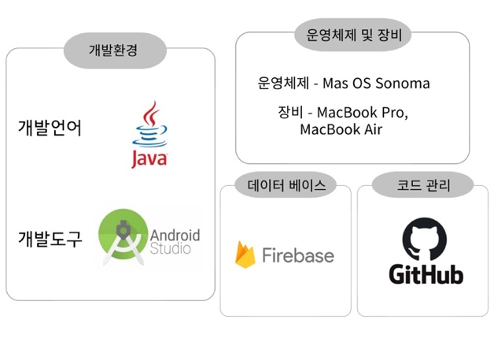 개발환경
개발언어
Java
개발도구
Android
Studio
운영체제 및 장비
운영체제 - Mas OS Sonoma
장비 - MacBook Pro,
MacBook Air
데이터 베이스
Firebase
코드 관리
GitHub